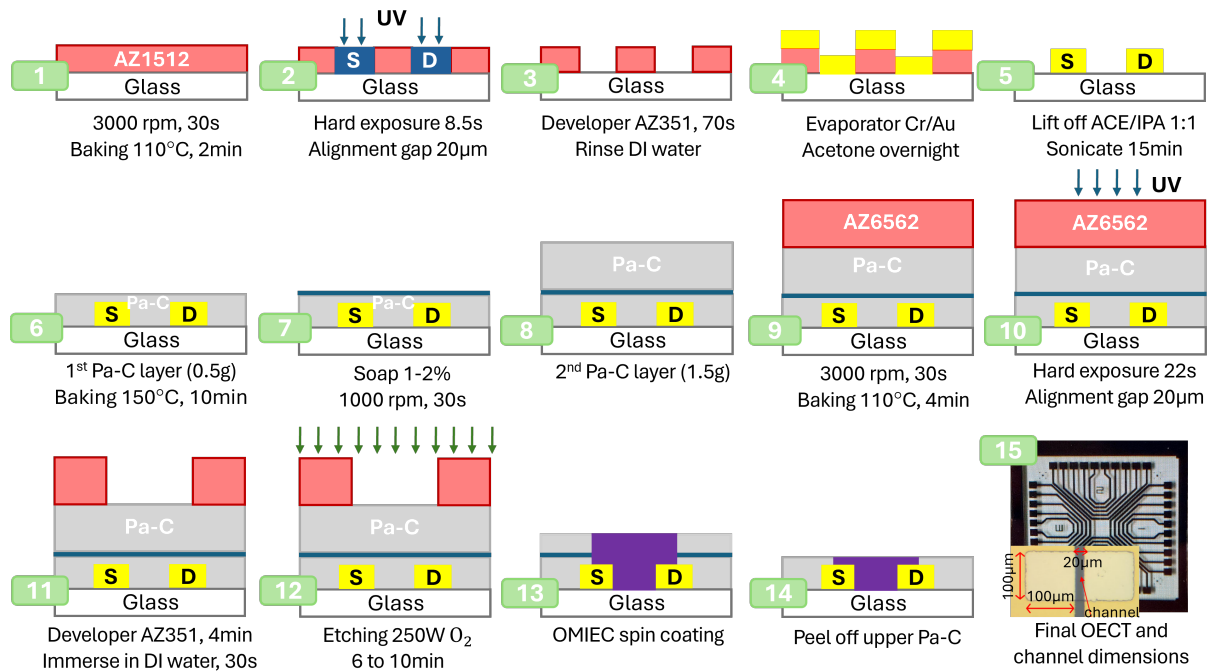 UV
1
AZ1512
Glass
3000 rpm, 30s
Baking 110°C, 2min
2
S
D
Glass
Hard exposure 8.5s
Alignment gap 20μm
3
Glass
Developer AZ351, 70s
Rinse DI water
4
Glass
Evaporator Cr/Au
Acetone overnight
5
S
D
Glass
Lift off ACE/IPA 1:1
Sonicate 15min
6
Pa-C
S
D
Glass
1st Pa-C layer (0.5g)
Baking 150°C, 10min
7
Pa-C
S
D
Glass
Soap 1-2%
1000 rpm, 30s
8
Pa-C
S
D
Glass
2nd Pa-C layer (1.5g)
9
AZ6562
Pa-C
S
D
Glass
3000 rpm, 30s
Baking 110°C, 4min
UV
10
AZ6562
Pa-C
S
D
Glass
Hard exposure 22s
Alignment gap 20μm
11
Pa-C
S
D
Glass
Developer AZ351, 4min
Immerse in DI water, 30s
12
Pa-C
S
D
Glass
Etching 250W O₂
6 to 10min
13
S
D
Glass
OMIEC spin coating
14
S
D
Glass
Peel off upper Pa-C
15
20μm
100μm
100μm
channel
Final OECT and
channel dimensions